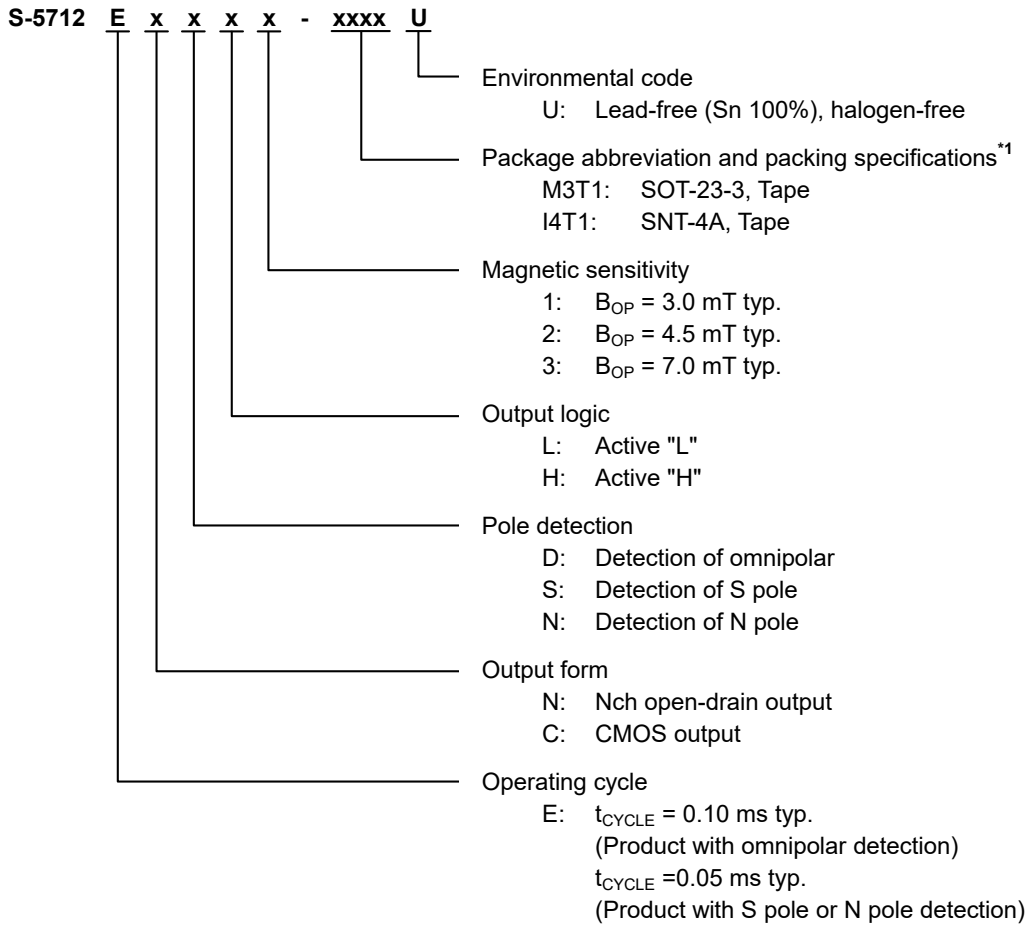 S-5712 E x x x x - xxxx U
Environmental code
U: Lead-free (Sn 100%), halogen-free
Package abbreviation and packing specifications*1
M3T1: SOT-23-3, Tape
I4T1: SNT-4A, Tape
Magnetic sensitivity
1: BOP = 3.0 mT typ.
2: BOP = 4.5 mT typ.
3: BOP = 7.0 mT typ.
Output logic
L: Active "L"
H: Active "H"
Pole detection
D: Detection of omnipolar
S: Detection of S pole
N: Detection of N pole
Output form
N: Nch open-drain output
C: CMOS output
Operating cycle
E: tCYCLE = 0.10 ms typ.
(Product with omnipolar detection)
tCYCLE =0.05 ms typ.
(Product with S pole or N pole detection)